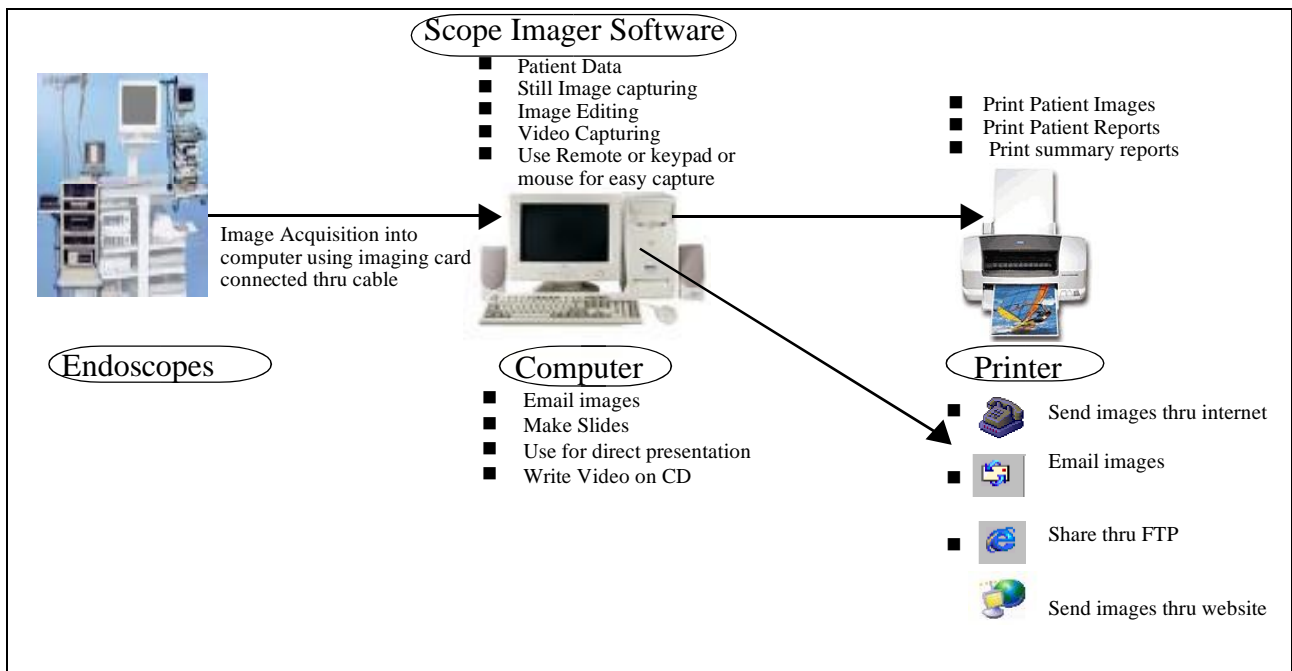 Scope Imager Software
■ Patient Data
■ Still Image capturing
■ Image Editing
■ Video Capturing
■ Use Remote or keypad or
mouse for easy capture
■ Print Patient Images
■ Print Patient Reports
■ Print summary reports
Image Acquisition into
computer using imaging card
connected thru cable
Endoscopes
Computer
■ Email images
■ Make Slides
■ Use for direct presentation
■ Write Video on CD
Printer
■ Send images thru internet
■ Email images
■ Share thru FTP
Send images thru website